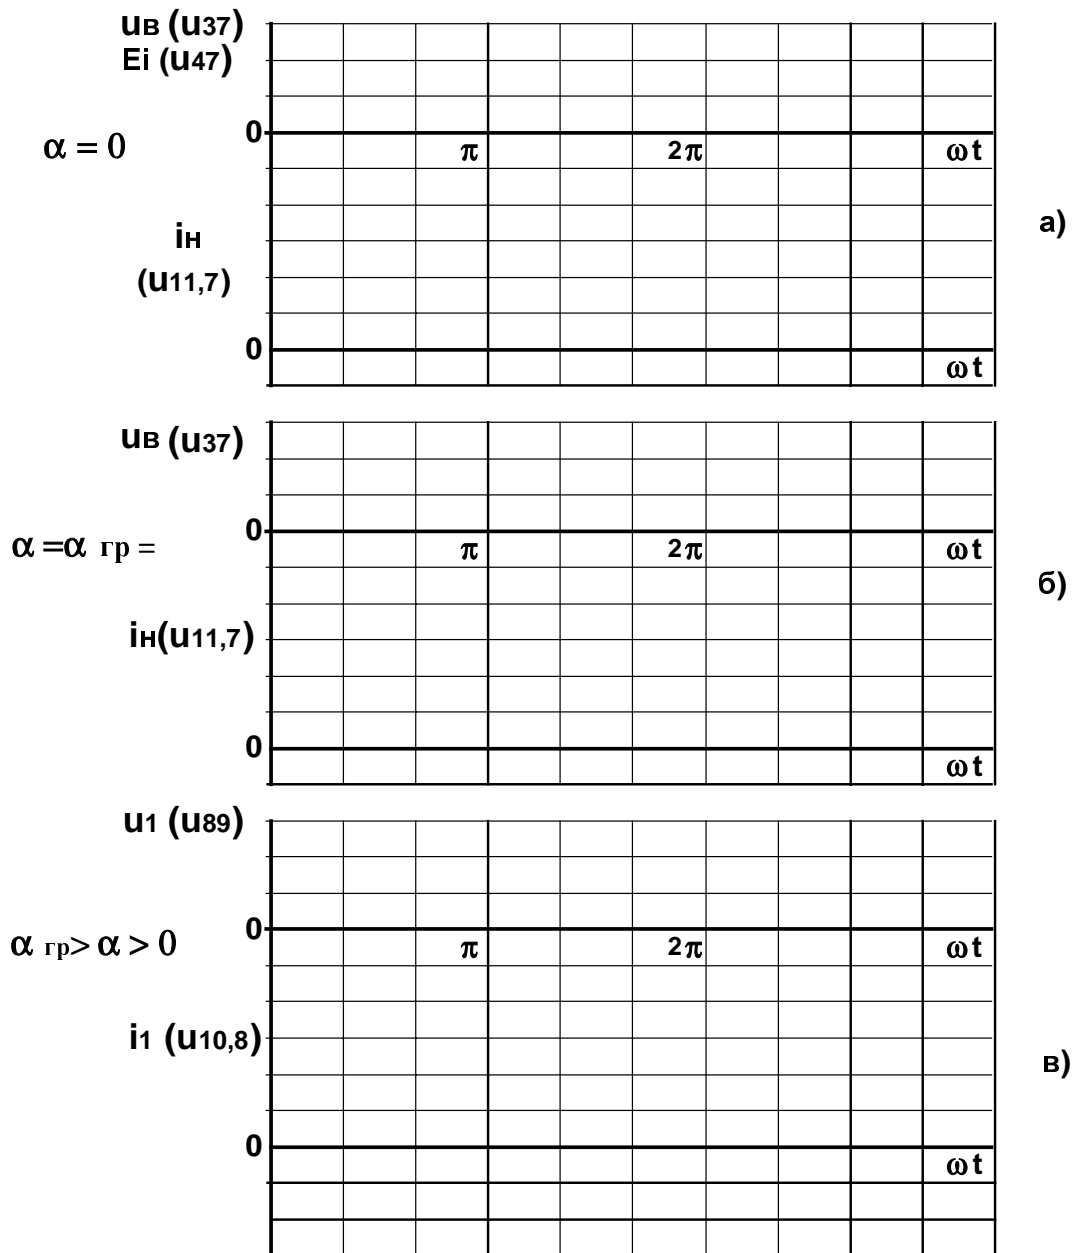 uв (u37)
Ei (u47)
0
α = 0
π
2π
ωt
а)
iн
(u11,7)
0
ωt
uв (u37)
0
α =α гр =
π
2π
ωt
б)
iн(u11,7)
0
ωt
u1 (u89)
0
α гр> α > 0
π
2π
ωt
i1 (u10,8)
в)
0
ωt